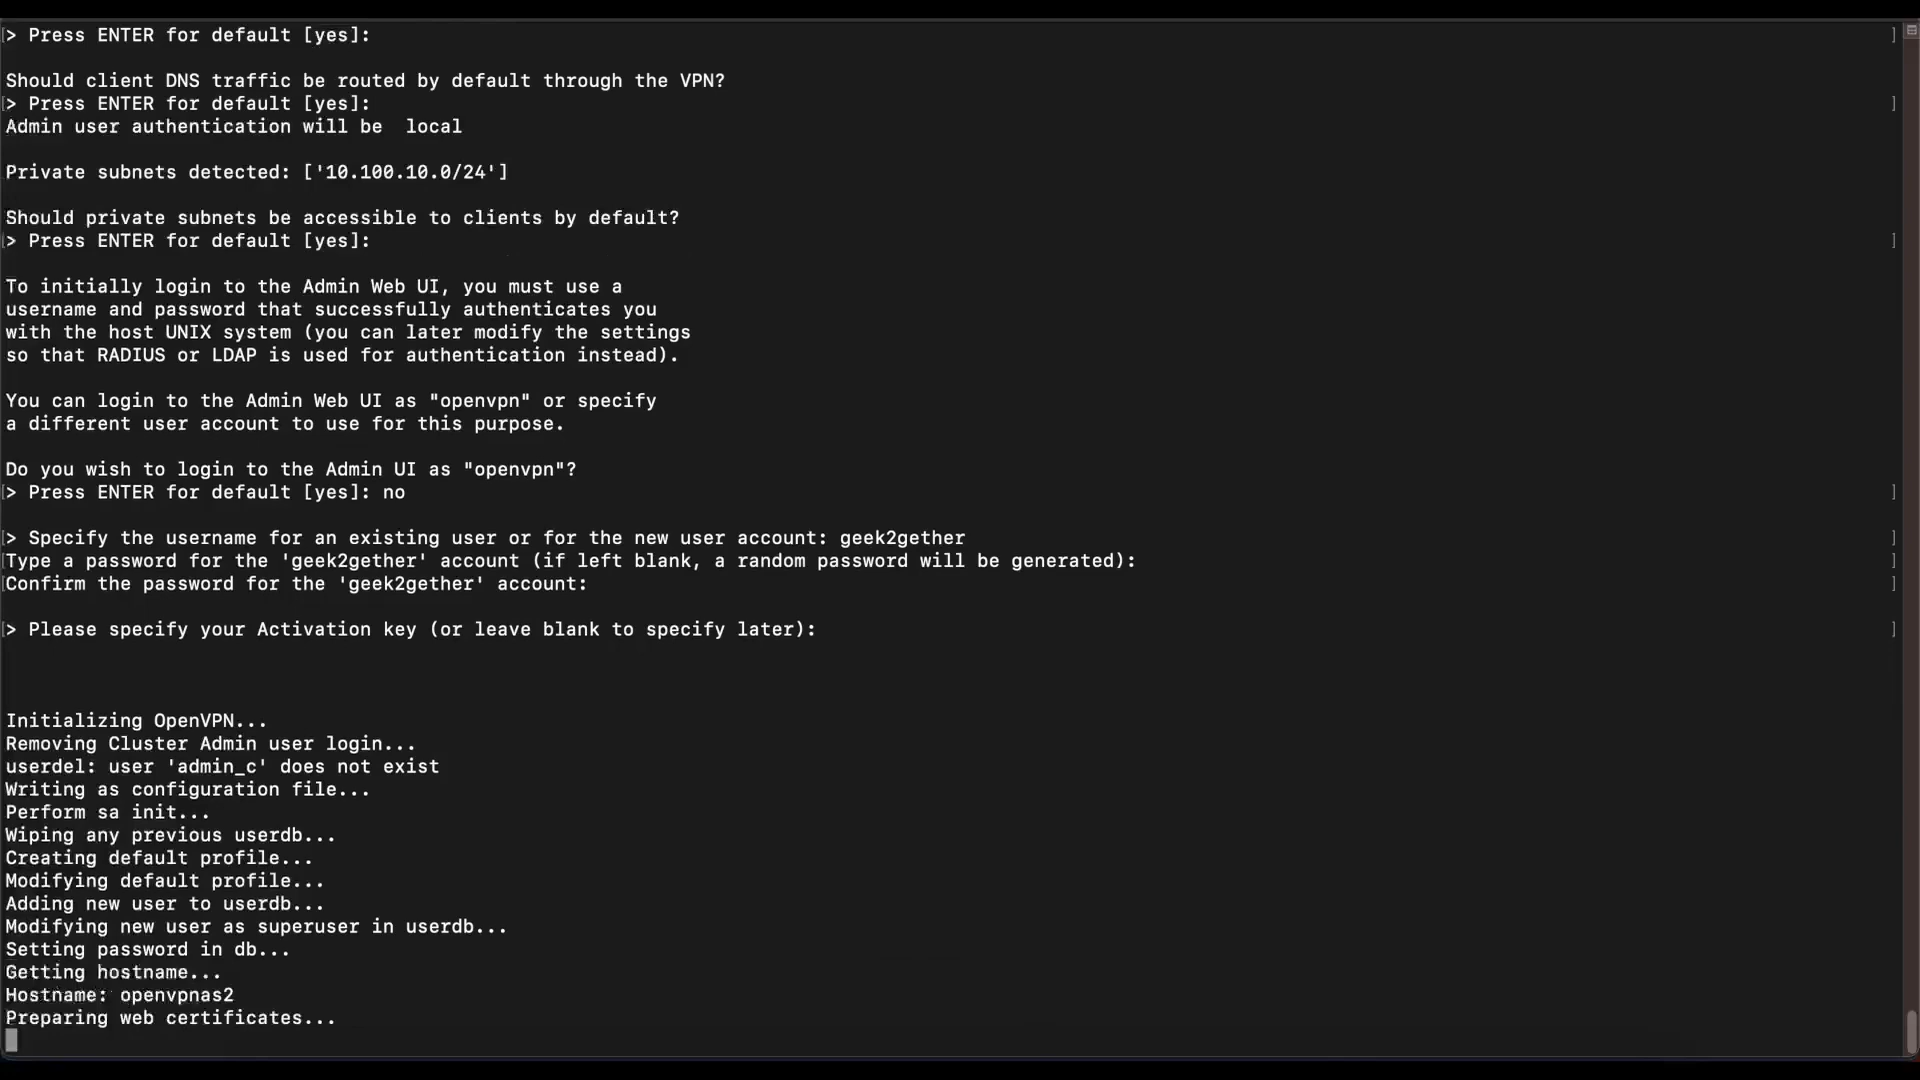 > Press ENTER for default [yes]:
Should client DNS traffic be routed by default through the VPN?
> Press ENTER for default [yes]:
Admin user authentication will be  local
Private subnets detected: ['10.100.10.0/24']
Should private subnets be accessible to clients by default?
> Press ENTER for default [yes]:
To initially login to the Admin Web UI, you must use a
username and password that successfully authenticates you
with the host UNIX system (you can later modify the settings
so that RADIUS or LDAP is used for authentication instead).
You can login to the Admin Web UI as "openvpn" or specify
a different user account to use for this purpose.
Do you wish to login to the Admin UI as "openvpn"?
> Press ENTER for default [yes]: no
> Specify the username for an existing user or for the new user account: geek2gether
Type a password for the 'geek2gether' account (if left blank, a random password will be generated):
Confirm the password for the 'geek2gether' account:
> Please specify your Activation key (or leave blank to specify later):
Initializing OpenVPN...
Removing Cluster Admin user login...
userdel: user 'admin_c' does not exist
Writing as configuration file...
Perform sa init...
Wiping any previous userdb...
Creating default profile...
Modifying default profile...
Adding new user to userdb...
Modifying new user as superuser in userdb...
Setting password in db...
Getting hostname...
Hostname: openvpnas2
Preparing web certificates...